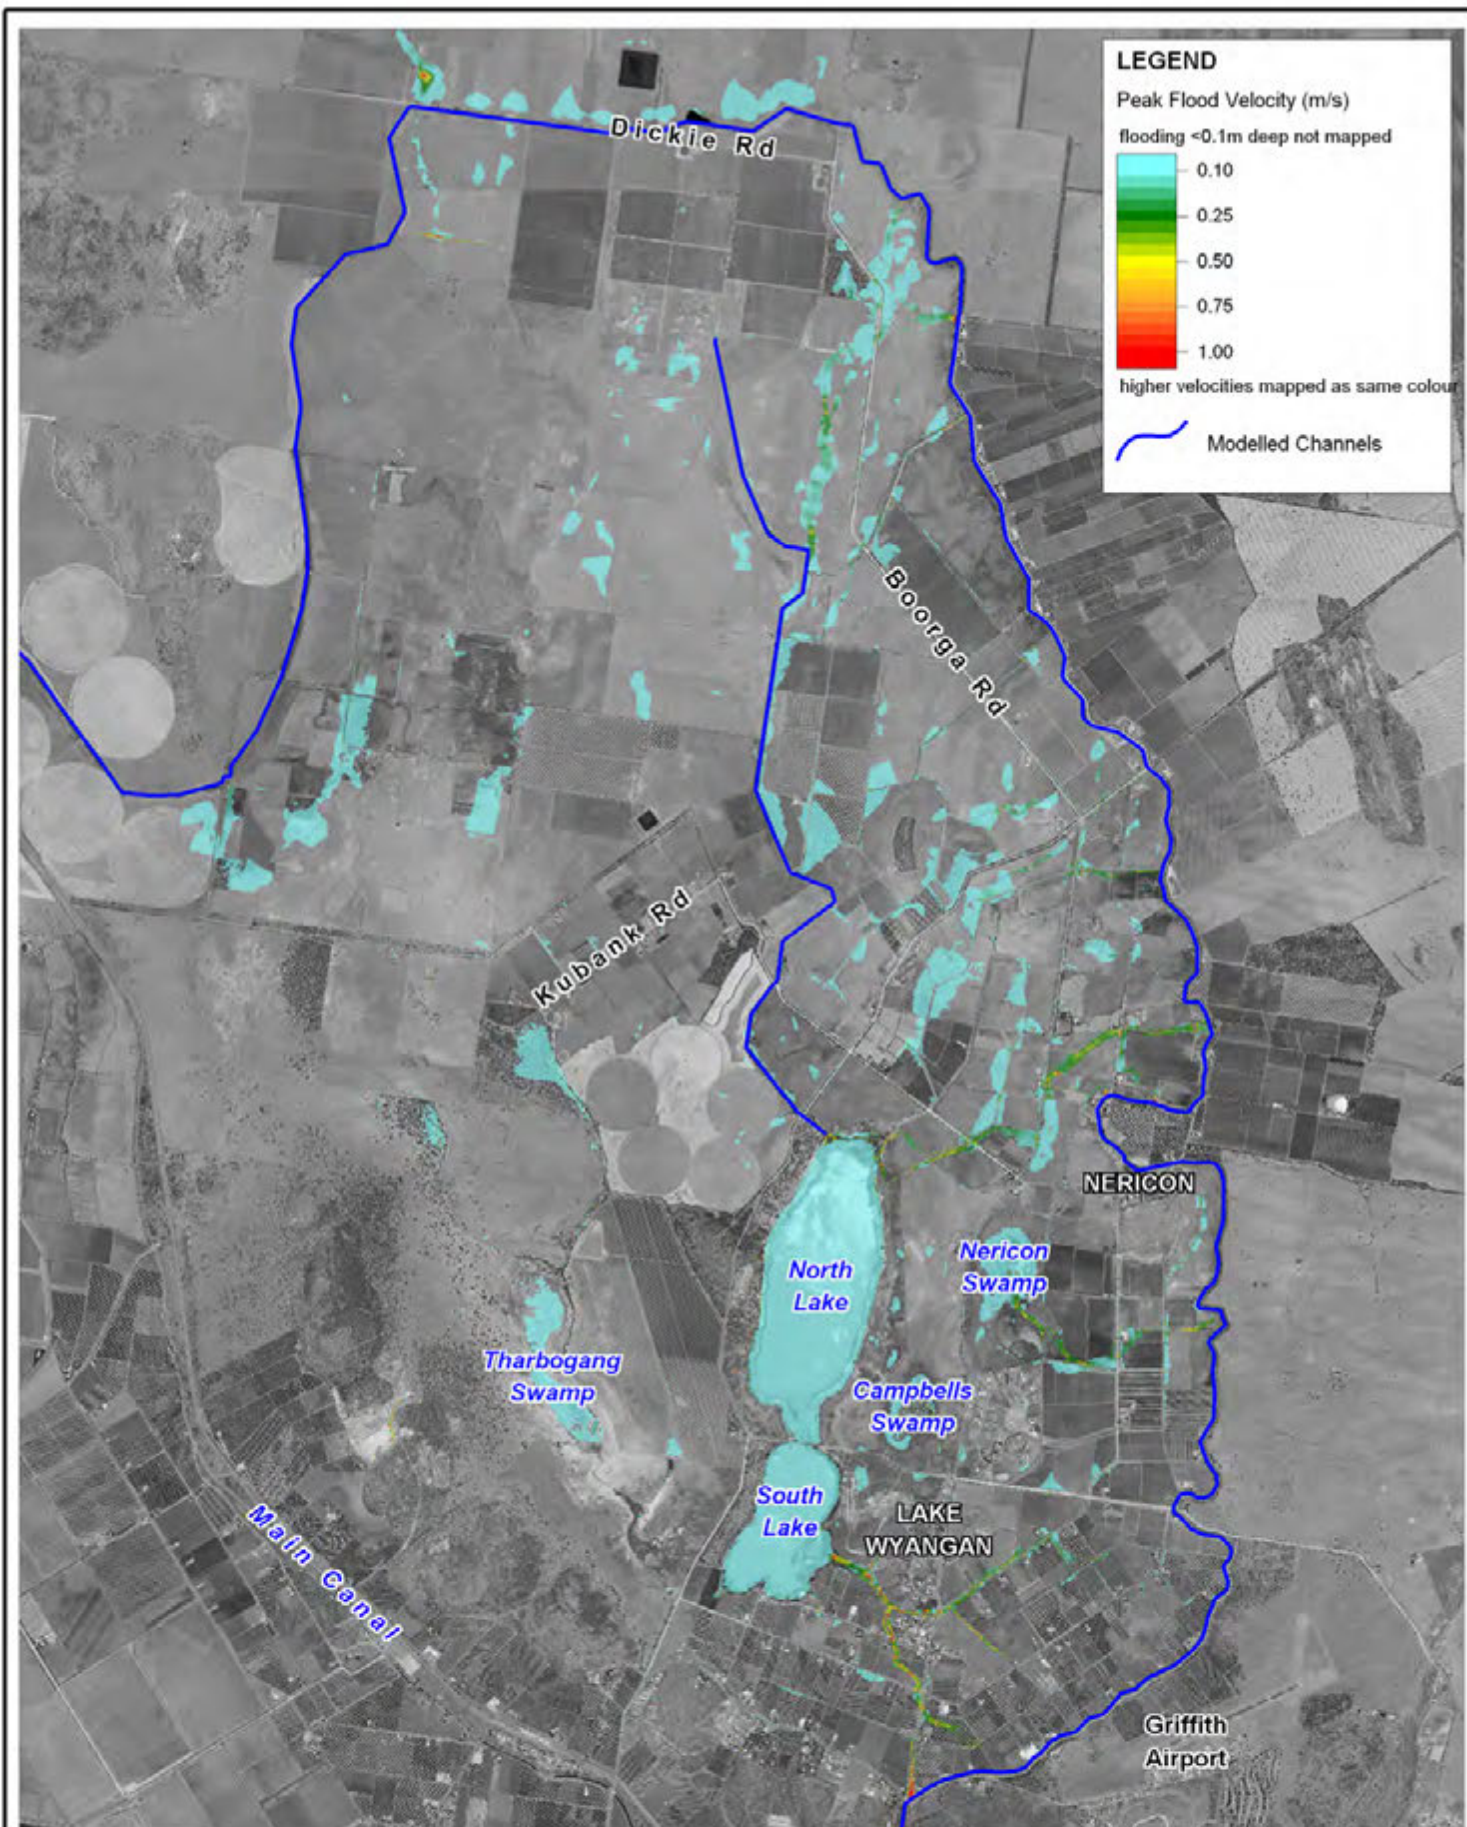 LEGEND
Peak Flood Velocity (m/s)
flooding <0.1m deep not mapped
0.10
0.25
0.50
0.75
1.00
higher velocities mapped as same colour
Modelled Channels
Dickie Rd
Boorga Rd
Kubank Rd
NERICON
North
Lake
Nericon
Swamp
Tharbogang
Swamp
Campbells
Swamp
South
Lake
LAKE
WYANGAN
Main Canal
Griffith
Airport